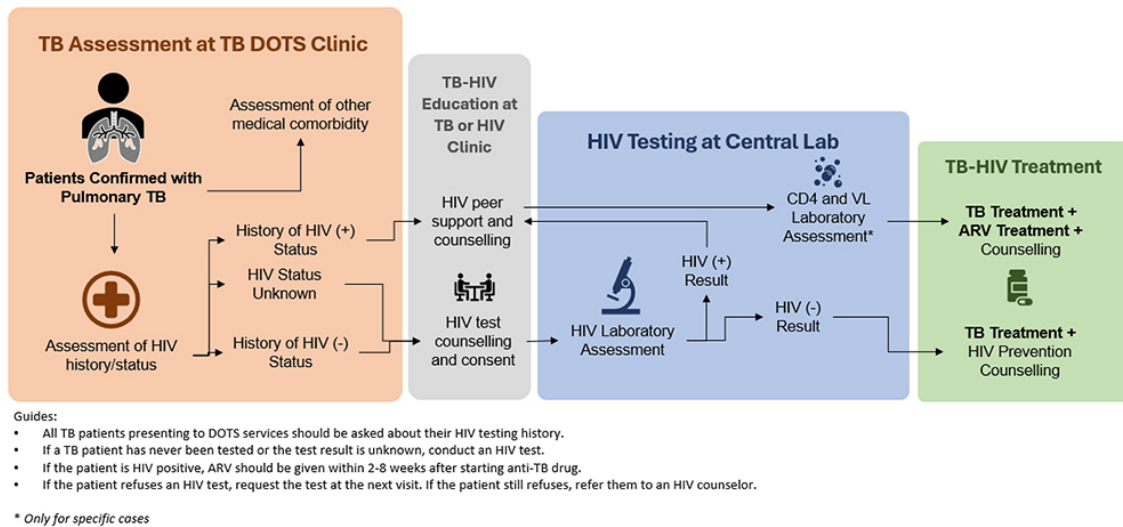 TB Assessment at TB DOTS Clinic
Assessment of other
medical comorbidity
Patients Confirmed with
Pulmonary TB
History of HIV (+)
Status
HIV Status
Unknown
Assessment of HIV
history/status
History of HIV (-)
Status
TB-HIV
Education at
TB or HIV
Clinic
HIV peer
support and
counselling
HIV test
counselling
and consent
HIV Testing at Central Lab
CD4 and VL
Laboratory
Assessment*
HIV (+)
Result
HIV Laboratory
Assessment
HIV (-)
Result
TB-HIV Treatment
TB Treatment +
ARV Treatment +
Counselling
TB Treatment +
HIV Prevention
Counselling
Guides:
• All TB patients presenting to DOTS services should be asked about their HIV testing history.
• If a TB patient has never been tested or the test result is unknown, conduct an HIV test.
• If the patient is HIV positive, ARV should be given within 2-8 weeks after starting anti-TB drug.
• If the patient refuses an HIV test, request the test at the next visit. If the patient still refuses, refer them to an HIV counselor.
* Only for specific cases